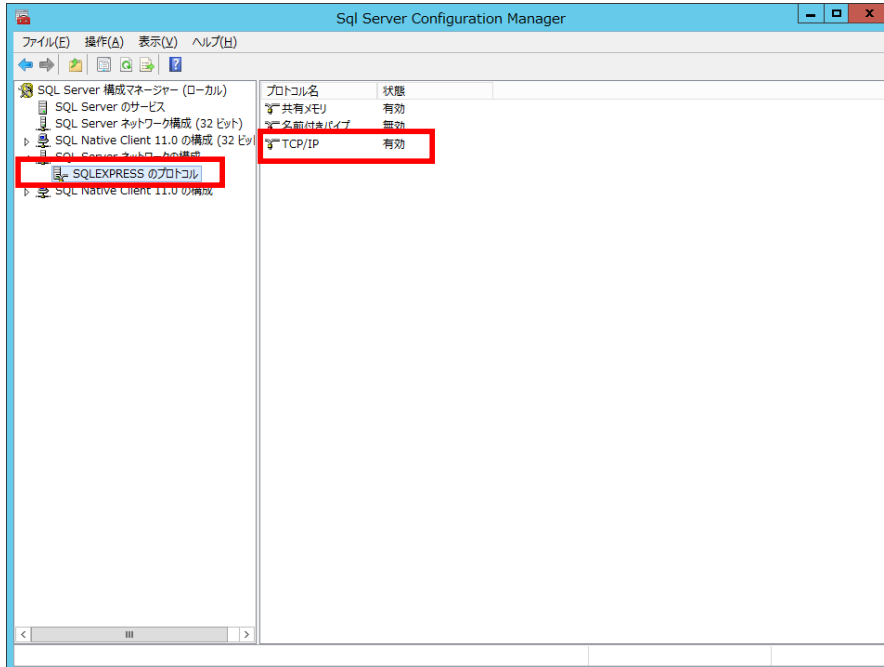 Sql Server Configuration Manager
ファイル(F) 操作(A) 表示(V) ヘルプ(H)
SQL Server 構成マネージャー (ローカル)
SQL Server のサービス
SQL Server ネットワーク構成 (32 ビット)
SQL Native Client 11.0 の構成 (32 ビッ
SQL Server ネットワークの構成
SQLEXPRESS のプロトコル
SQL Native Client 11.0 の構成
プロトコル名 状態
共有メモリ 有効
名前付きパイプ 無効
TCP/IP 有効